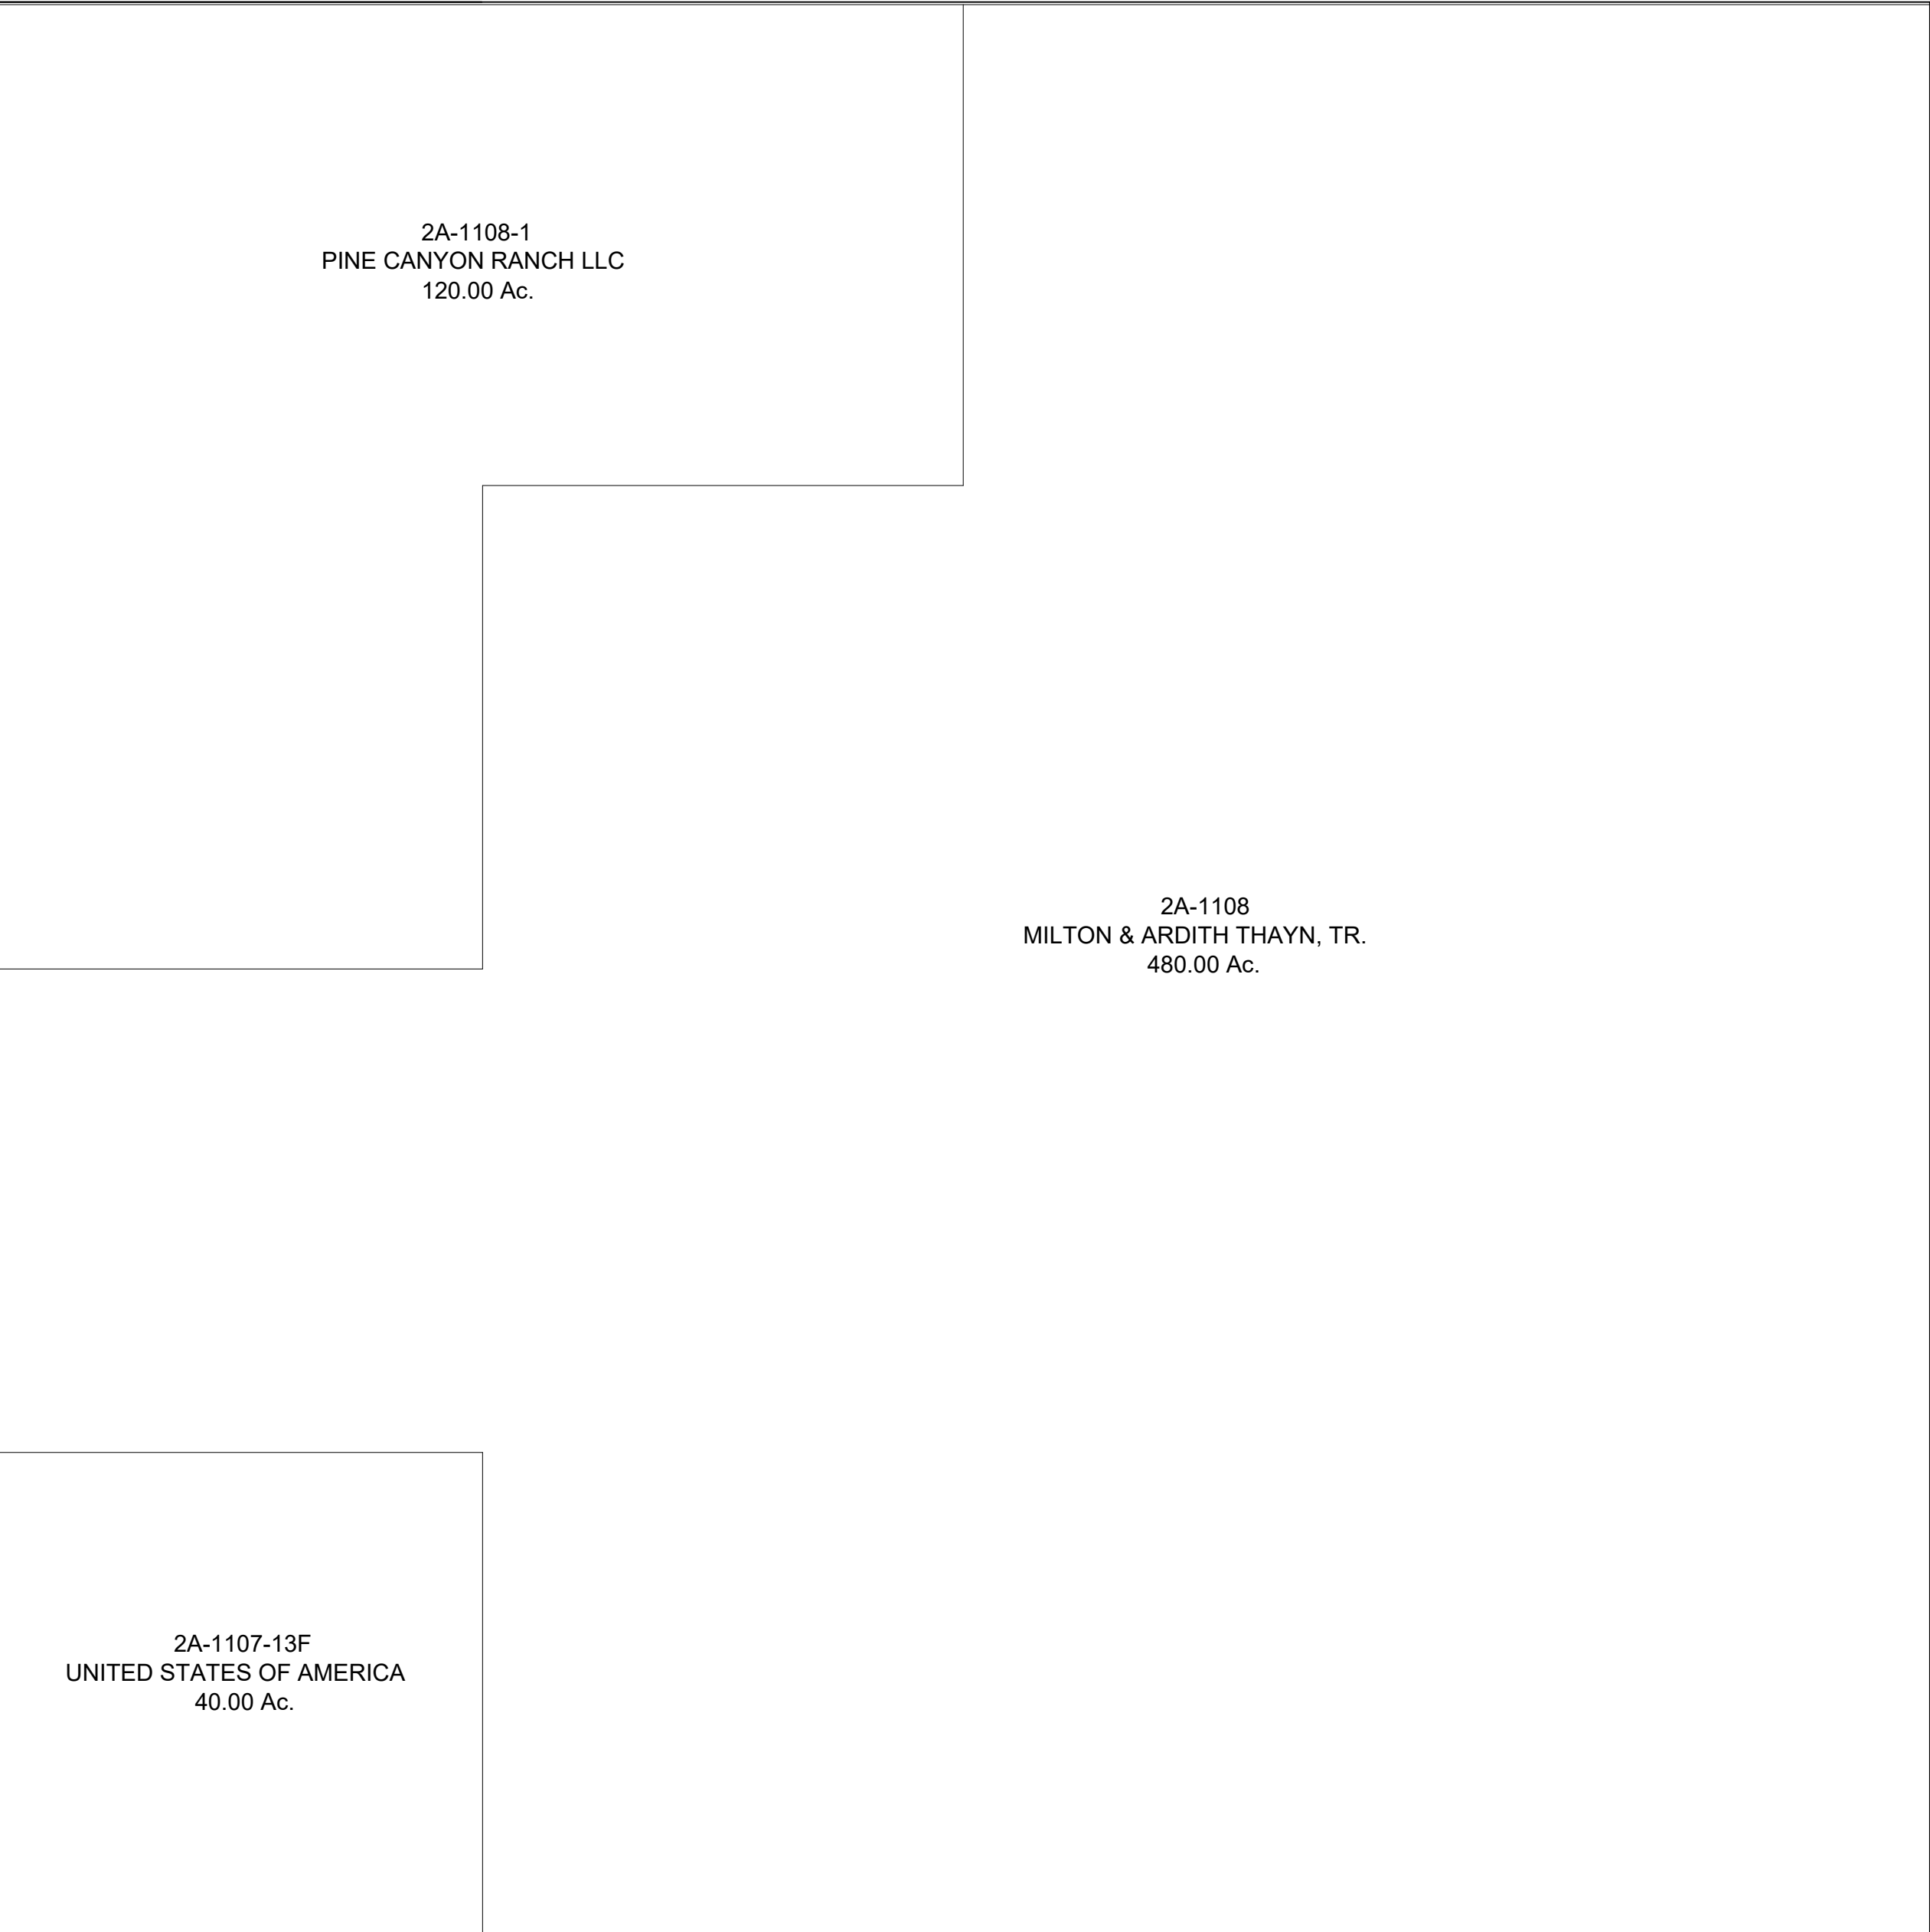 2A-1108-1
PINE CANYON RANCH LLC
120.00 Ac.
2A-1108
MILTON & ARDITH THAYN, TR.
480.00 Ac.
2A-1107-13F
UNITED STATES OF AMERICA
40.00 Ac.